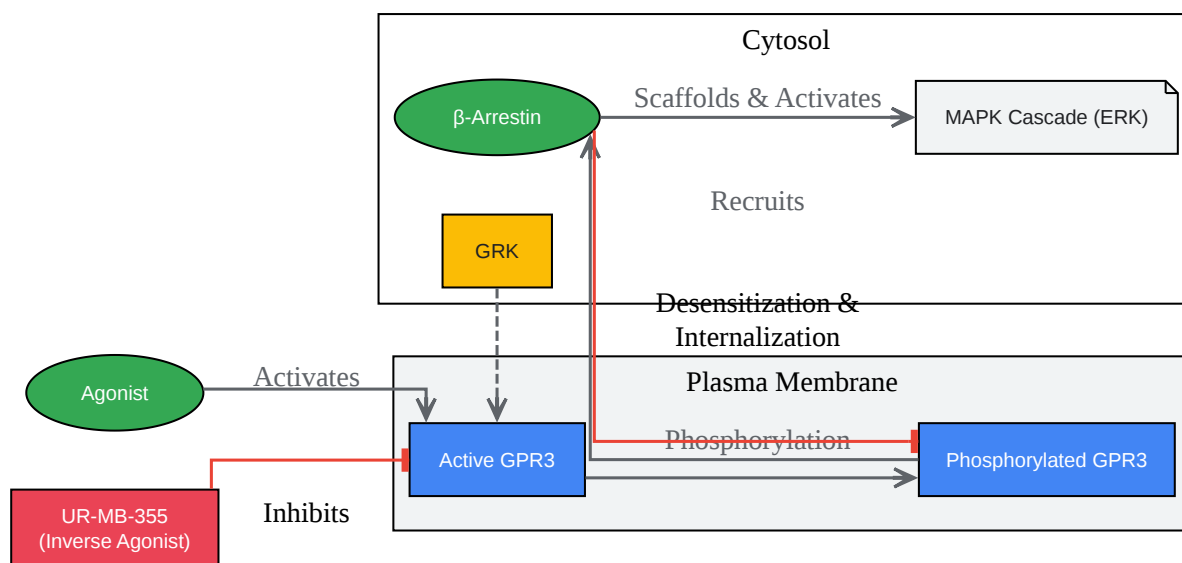 Cytosol
β-Arrestin
Scaffolds & Activates
MAPK Cascade (ERK)
Recruits
GRK
Desensitization &
Internalization
Agonist
Activates
Plasma Membrane
Active GPR3
Phosphorylation
Phosphorylated GPR3
UR-MB-355
(Inverse Agonist)
Inhibits